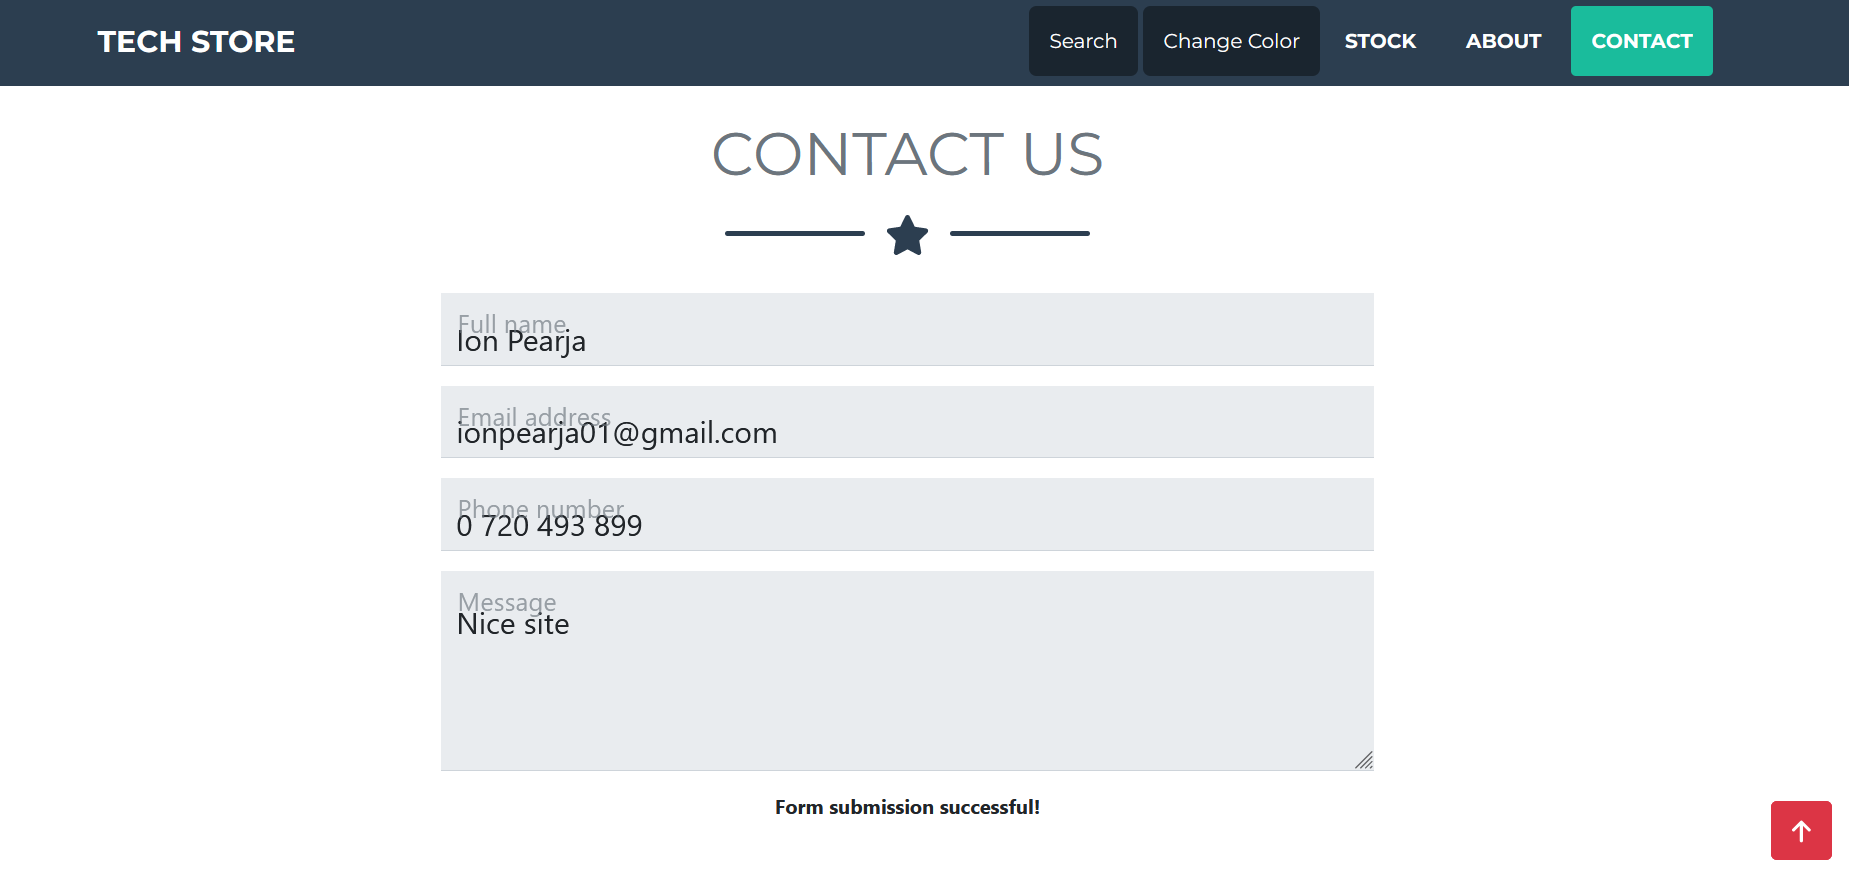 TECH STORE
Search
Change Color
STOCK
ABOUT
CONTACT
CONTACT US
Full name
Ion Pearja
Email address
ionpearja01@gmail.com
Phone number
0 720 493 899
Message
Nice site
Form submission successful!